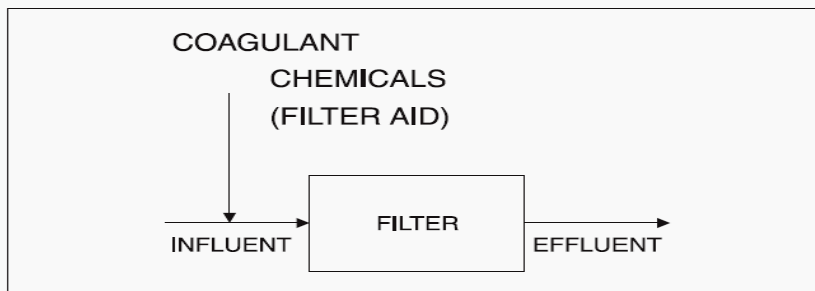 COAGULANT
CHEMICALS
(FILTER AID)
FILTER
INFLUENT
EFFLUENT